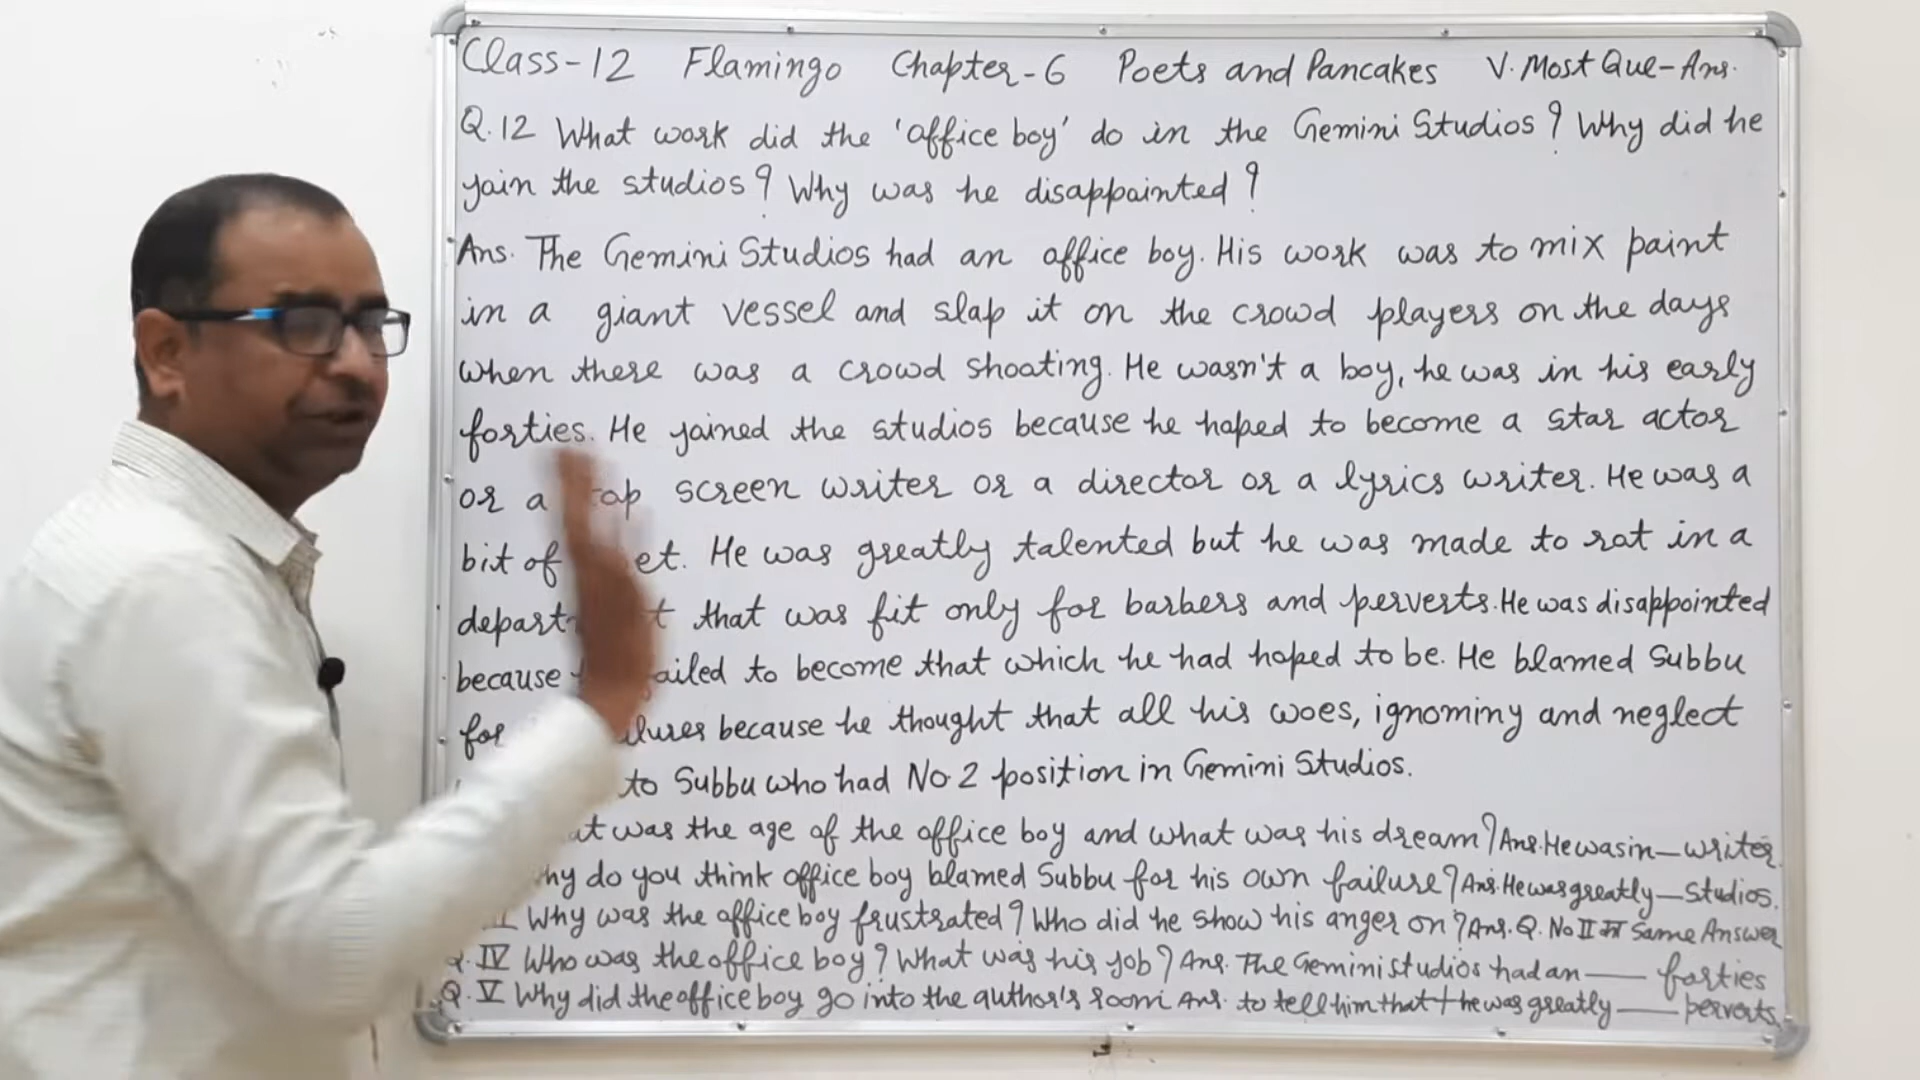 Class-12 Flamingo Chapter-6 Poets and Pancakes V. Most Que-Ans.
Q.12 What work did the 'office boy' do in the Gemini Studios? Why did he
join the studios? Why was he disappointed?
Ans. The Gemini Studios had an office boy. His work was to mix paint
in a giant vessel and slap it on the crowd players on the days
when there was a crowd shooting. He wasn't a boy, he was in his early
forties. He joined the studios because he hoped to become a star actor
or a top screen writer or a director or a lyrics writer. He was a
bit of et. He was greatly talented but he was made to rot in a
depart t that was fit only for barbers and perverts. He was disappointed
because ailed to become that which he had hoped to be. He blamed Subbu
for lures because he thought that all his woes, ignominy and neglect
to Subbu who had No. 2 position in Gemini Studios.
at was the age of the office boy and what was his dream? Ans. He was in — writer.
hy do you think office boy blamed Subbu for his own failure? Ans. He was greatly — Studios.
I Why was the office boy frustrated? Who did he show his anger on? Ans. Q. No II Same Answer
Q. IV Who was the office boy? What was his job? Ans. The Gemini studios had an — forties
Q. V Why did the office boy go into the author's room Ans. to tell him that + he was greatly — perverts.